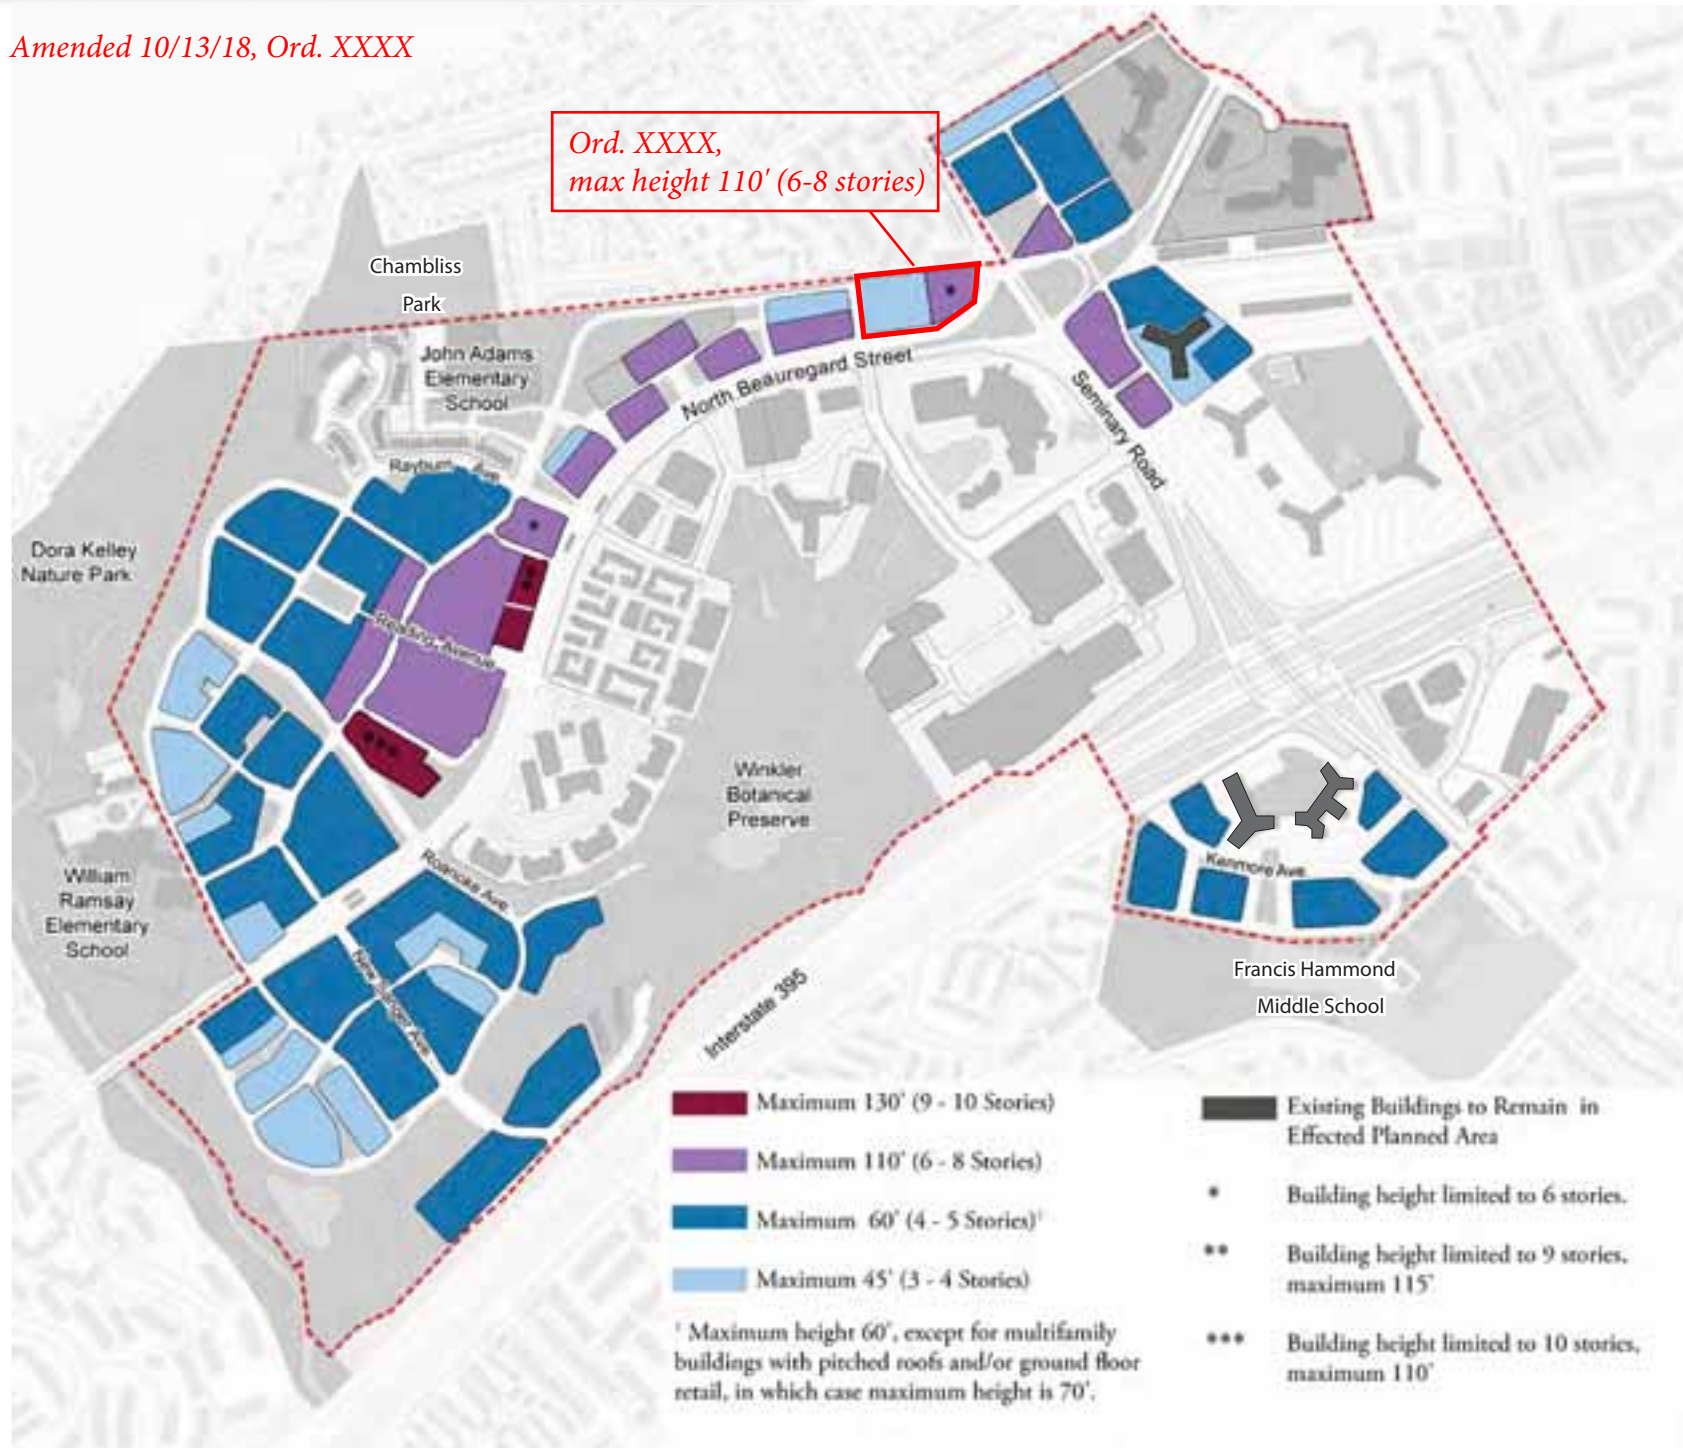 Amended 10/13/18, Ord. XXXX
Ord. XXXX,
max height 110' (6-8 stories)
Chambliss
Park
John Adams
Elementary
School
North Beauregard Street
Seminary Road
Rayburn Ave
Dora Kelley
Nature Park
Reading Avenue
Winkler
Botanical
Preserve
William
Ramsay
Elementary
School
Roanoke Ave
Kenmore Ave
Francis Hammond
Middle School
Interstate 395
Maximum 130' (9 - 10 Stories)
Maximum 110' (6 - 8 Stories)
Maximum 60' (4 - 5 Stories)¹
Maximum 45' (3 - 4 Stories)
¹ Maximum height 60', except for multifamily
buildings with pitched roofs and/or ground floor
retail, in which case maximum height is 70'.
Existing Buildings to Remain in
Effected Planned Area
* Building height limited to 6 stories.
** Building height limited to 9 stories,
maximum 115'
*** Building height limited to 10 stories,
maximum 110'